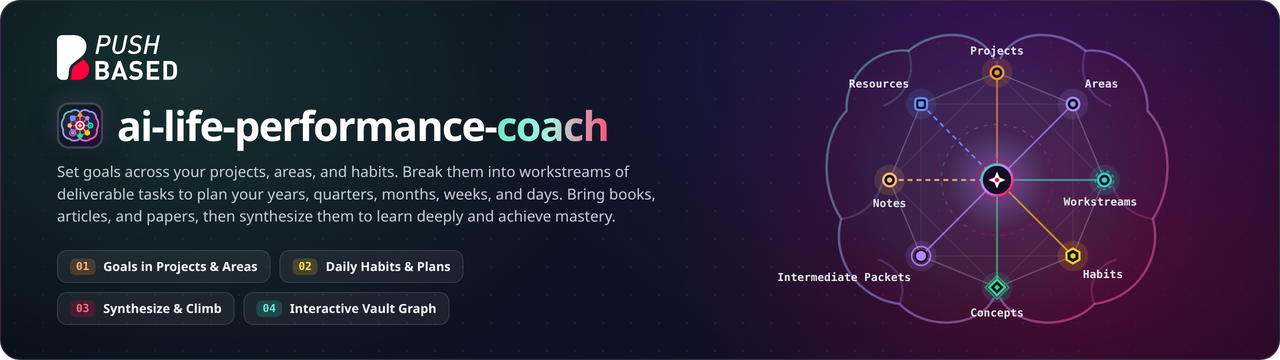 PUSH
BASED
ai-life-performance-coach
Set goals across your projects, areas, and habits. Break them into workstreams of
deliverable tasks to plan your years, quarters, months, weeks, and days. Bring books,
articles, and papers, then synthesize them to learn deeply and achieve mastery.
01 Goals in Projects & Areas
02 Daily Habits & Plans
03 Synthesize & Climb
04 Interactive Vault Graph
Projects
Resources
Areas
Notes
Workstreams
Intermediate Packets
Habits
Concepts